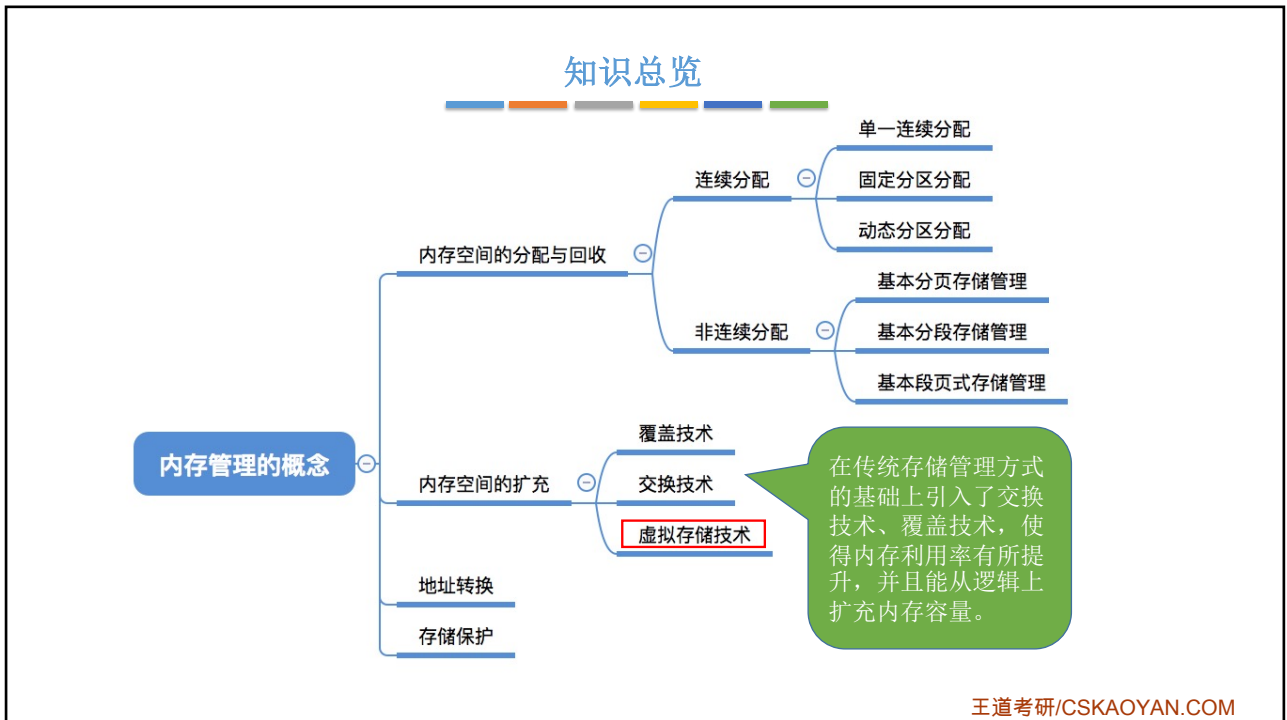 知识总览
内存管理的概念
内存空间的分配与回收
连续分配
单一连续分配
固定分区分配
动态分区分配
非连续分配
基本分页存储管理
基本分段存储管理
基本段页式存储管理
内存空间的扩充
覆盖技术
交换技术
虚拟存储技术
在传统存储管理方式
的基础上引入了交换
技术、覆盖技术，使
得内存利用率有所提
升，并且能从逻辑上
扩充内存容量。
地址转换
存储保护
王道考研/CSKAOYAN.COM